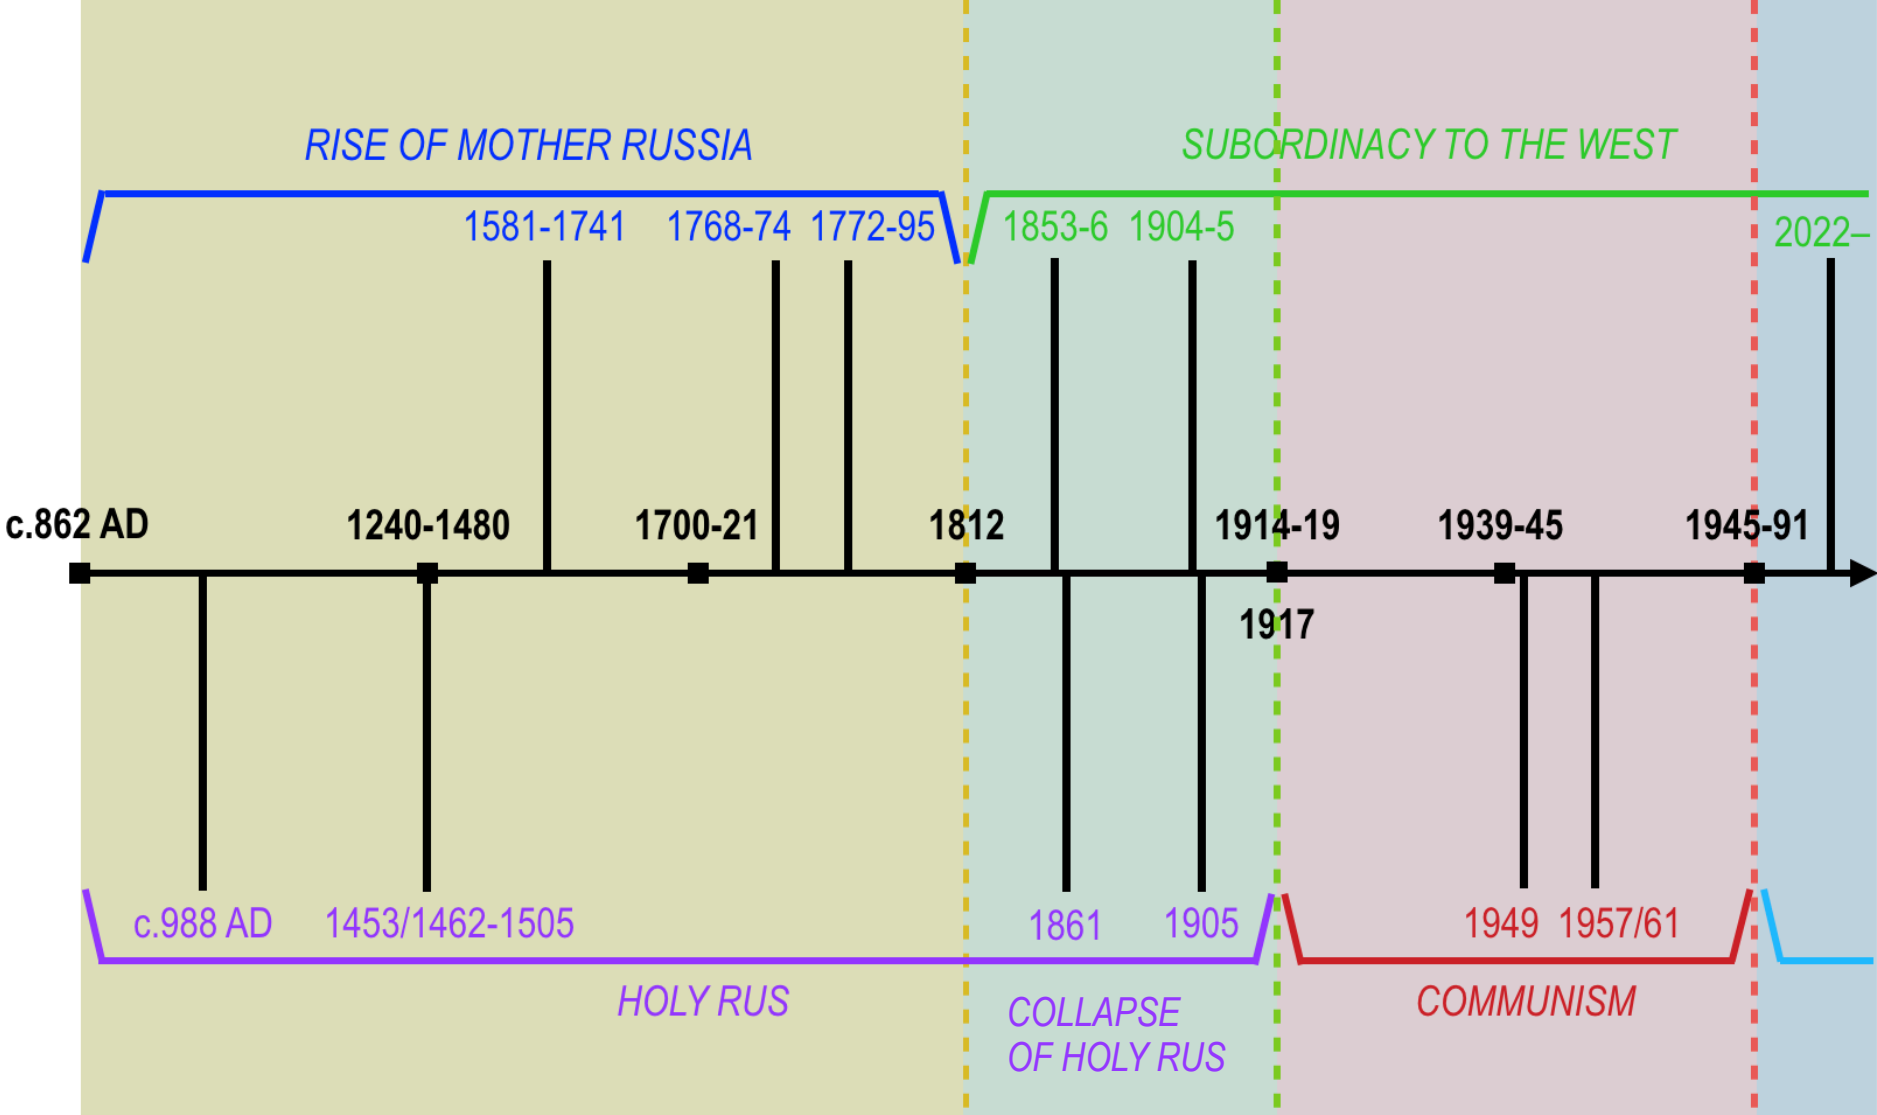 RISE OF MOTHER RUSSIA
SUBORDINACY TO THE WEST
1581-1741
1768-74
1772-95
1853-6
1904-5
2022–
c.862 AD
1240-1480
1700-21
1812
1914-19
1939-45
1945-91
1917
c.988 AD
1453/1462-1505
1861
1905
1949
1957/61
HOLY RUS
COLLAPSE
OF HOLY RUS
COMMUNISM